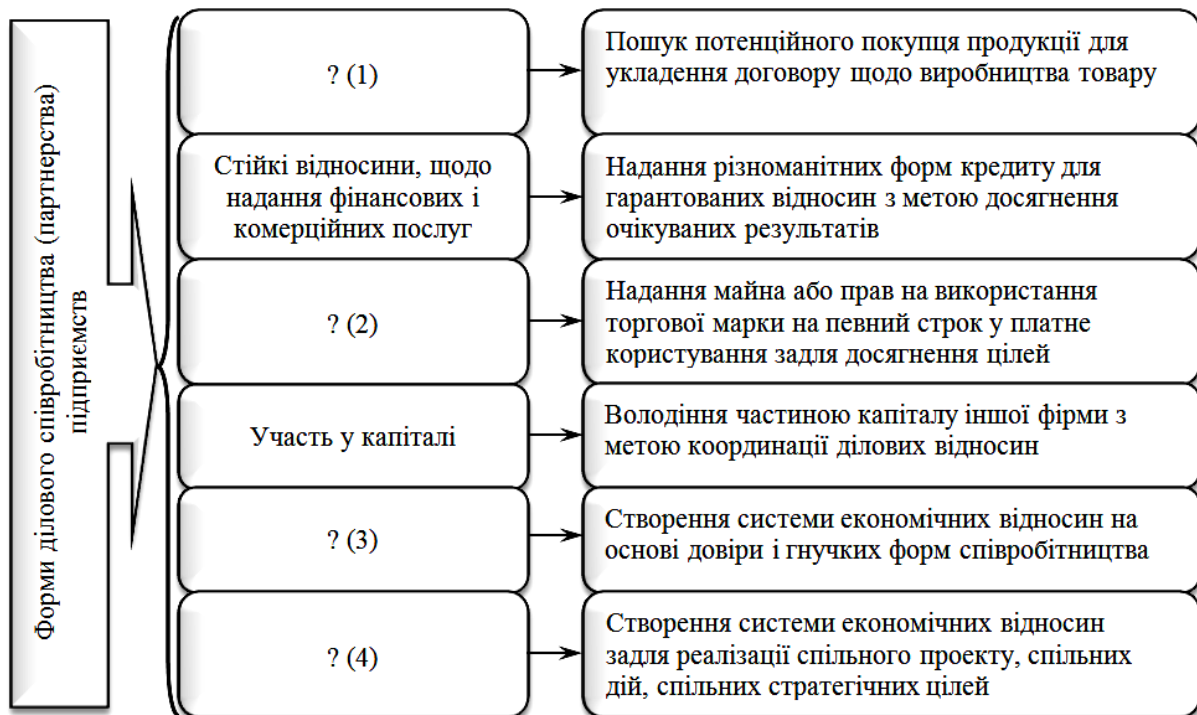 Форми ділового співробітництва (партнерства)
підприємств
? (1)
Пошук потенційного покупця продукції для
укладення договору щодо виробництва товару
Стійкі відносини, щодо
надання фінансових і
комерційних послуг
Надання різноманітних форм кредиту для
гарантованих відносин з метою досягнення
очікуваних результатів
? (2)
Надання майна або прав на використання
торгової марки на певний строк у платне
користування задля досягнення цілей
Участь у капіталі
Володіння частиною капіталу іншої фірми з
метою координації ділових відносин
? (3)
Створення системи економічних відносин на
основі довіри і гнучких форм співробітництва
? (4)
Створення системи економічних відносин
задля реалізації спільного проекту, спільних
дій, спільних стратегічних цілей